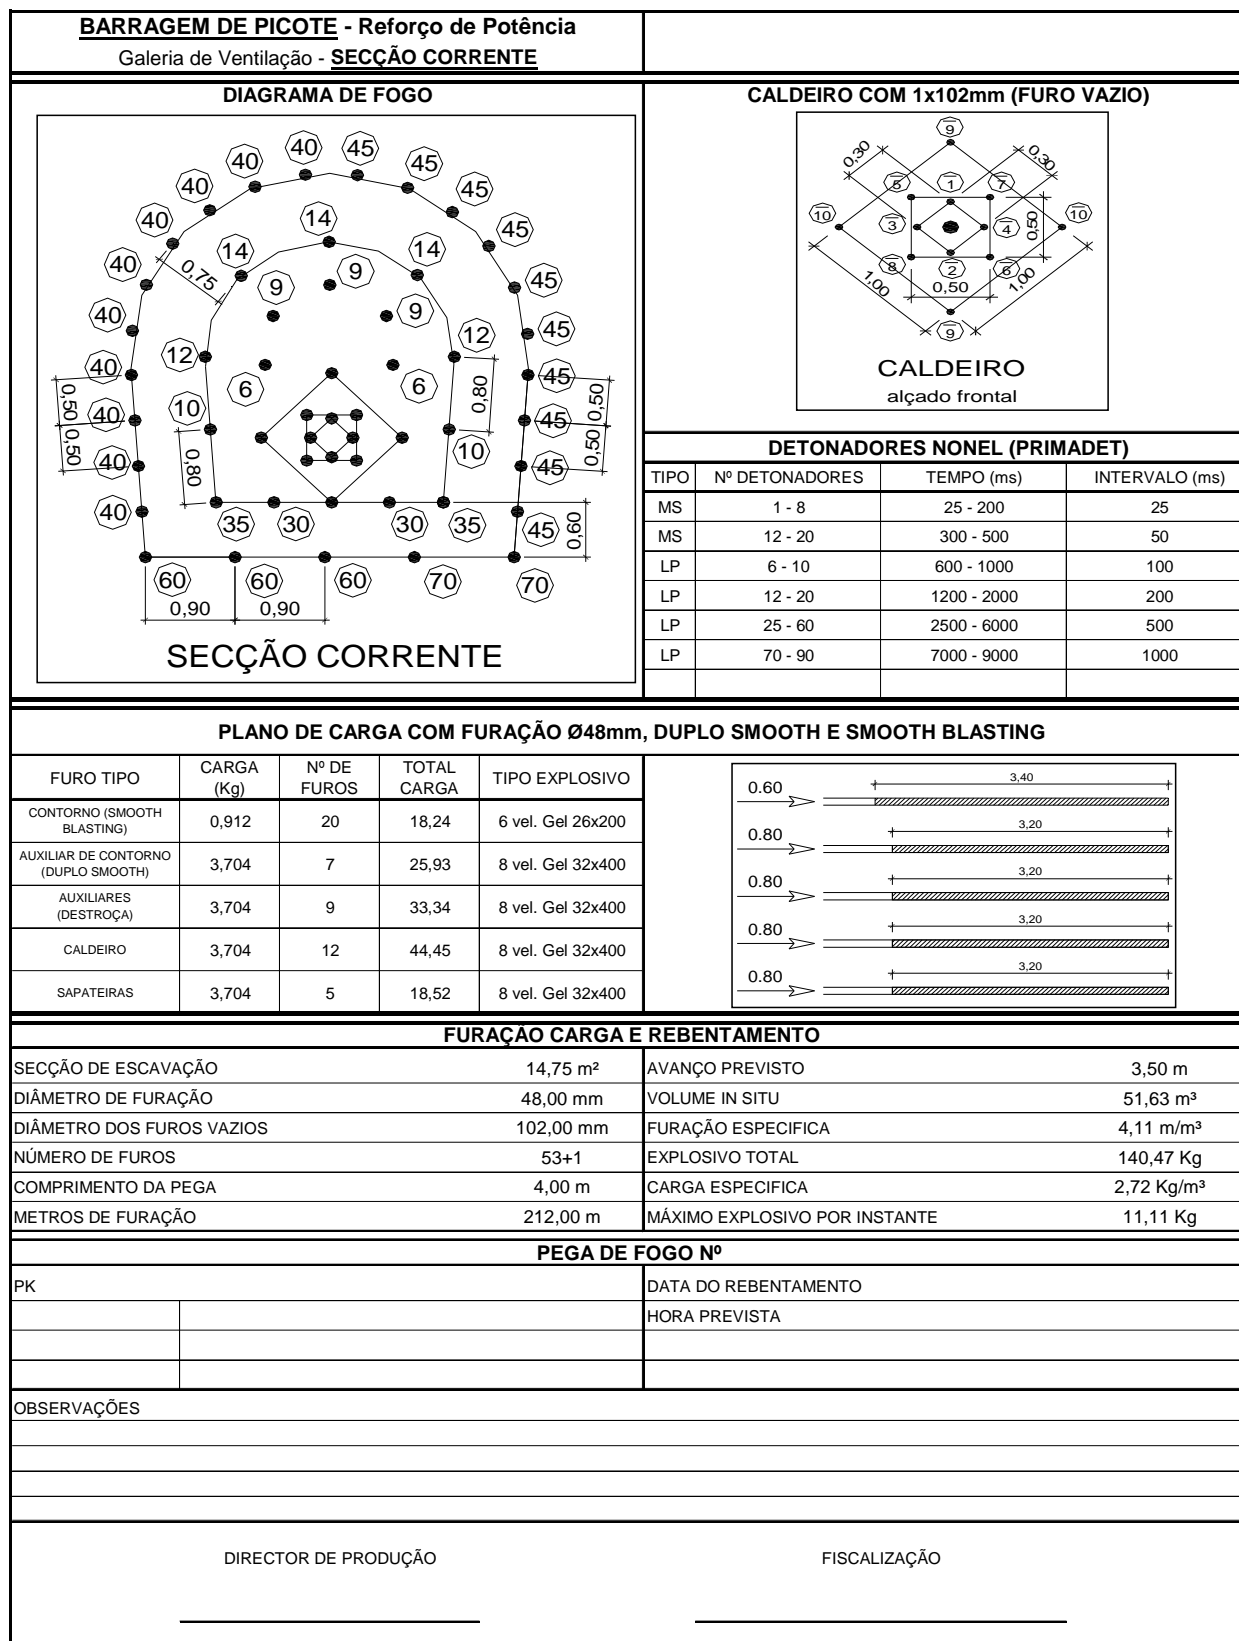 BARRAGEM DE PICOTE - Reforço de Potência
Galeria de Ventilação - SECÇÃO CORRENTE
DIAGRAMA DE FOGO
40 45
40 45
40 45
40 45
40 45
40 45
40 45
40 45
40 45
40 45
14
14 14
0,75
9 9 9
12 12
6 6
10 10
0,50 0,50
0,50 0,50
0,80 0,80
35 30 30 35
0,60
60 60 60 70 70
0,90 0,90
SECÇÃO CORRENTE
CALDEIRO COM 1x102mm (FURO VAZIO)
9
0,30 0,30
5 1 7
10 3 4 10
0,50
8 2 6
1,00 0,50 1,00
9
CALDEIRO
alçado frontal
DETONADORES NONEL (PRIMADET)
TIPO Nº DETONADORES TEMPO (ms) INTERVALO (ms)
MS 1 - 8 25 - 200 25
MS 12 - 20 300 - 500 50
LP 6 - 10 600 - 1000 100
LP 12 - 20 1200 - 2000 200
LP 25 - 60 2500 - 6000 500
LP 70 - 90 7000 - 9000 1000
PLANO DE CARGA COM FURAÇÃO Ø48mm, DUPLO SMOOTH E SMOOTH BLASTING
FURO TIPO CARGA (Kg) Nº DE FUROS TOTAL CARGA TIPO EXPLOSIVO
CONTORNO (SMOOTH BLASTING) 0,912 20 18,24 6 vel. Gel 26x200
AUXILIAR DE CONTORNO (DUPLO SMOOTH) 3,704 7 25,93 8 vel. Gel 32x400
AUXILIARES (DESTROÇA) 3,704 9 33,34 8 vel. Gel 32x400
CALDEIRO 3,704 12 44,45 8 vel. Gel 32x400
SAPATEIRAS 3,704 5 18,52 8 vel. Gel 32x400
0.60 3,40
0.80 3,20
0.80 3,20
0.80 3,20
0.80 3,20
FURAÇÃO CARGA E REBENTAMENTO
SECÇÃO DE ESCAVAÇÃO 14,75 m² AVANÇO PREVISTO 3,50 m
DIÂMETRO DE FURAÇÃO 48,00 mm VOLUME IN SITU 51,63 m³
DIÂMETRO DOS FUROS VAZIOS 102,00 mm FURAÇÃO ESPECIFICA 4,11 m/m³
NÚMERO DE FUROS 53+1 EXPLOSIVO TOTAL 140,47 Kg
COMPRIMENTO DA PEGA 4,00 m CARGA ESPECIFICA 2,72 Kg/m³
METROS DE FURAÇÃO 212,00 m MÁXIMO EXPLOSIVO POR INSTANTE 11,11 Kg
PEGA DE FOGO Nº
PK DATA DO REBENTAMENTO
HORA PREVISTA
OBSERVAÇÕES
DIRECTOR DE PRODUÇÃO FISCALIZAÇÃO